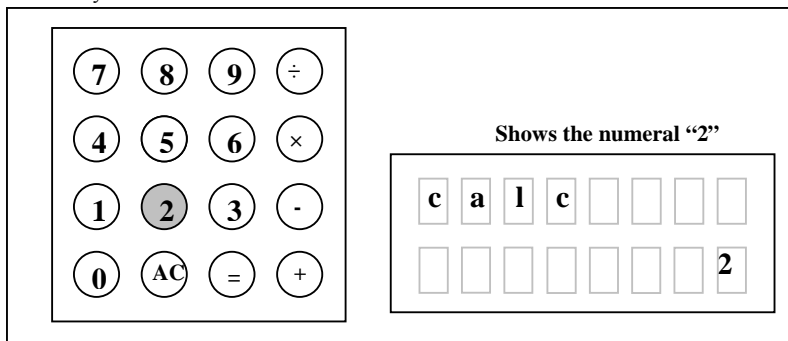 7 8 9 ÷
4 5 6 ×
1 2 3 -
0 AC = +
Shows the numeral “2”
c a l c
2